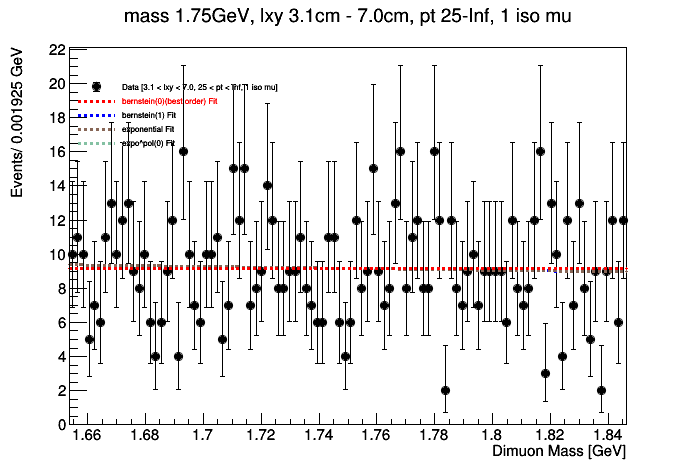 mass 1.75GeV, lxy 3.1cm - 7.0cm, pt 25-Inf, 1 iso mu
Events/ 0.001925 GeV
22
20
18
16
14
12
10
8
6
4
2
0
Data [3.1 < lxy < 7.0, 25 < pt < Inf, 1 iso mu]
bernstein(0)(best order) Fit
bernstein(1) Fit
exponential Fit
expo*pol(0) Fit
1.66 1.68 1.7 1.72 1.74 1.76 1.78 1.8 1.82 1.84
Dimuon Mass [GeV]